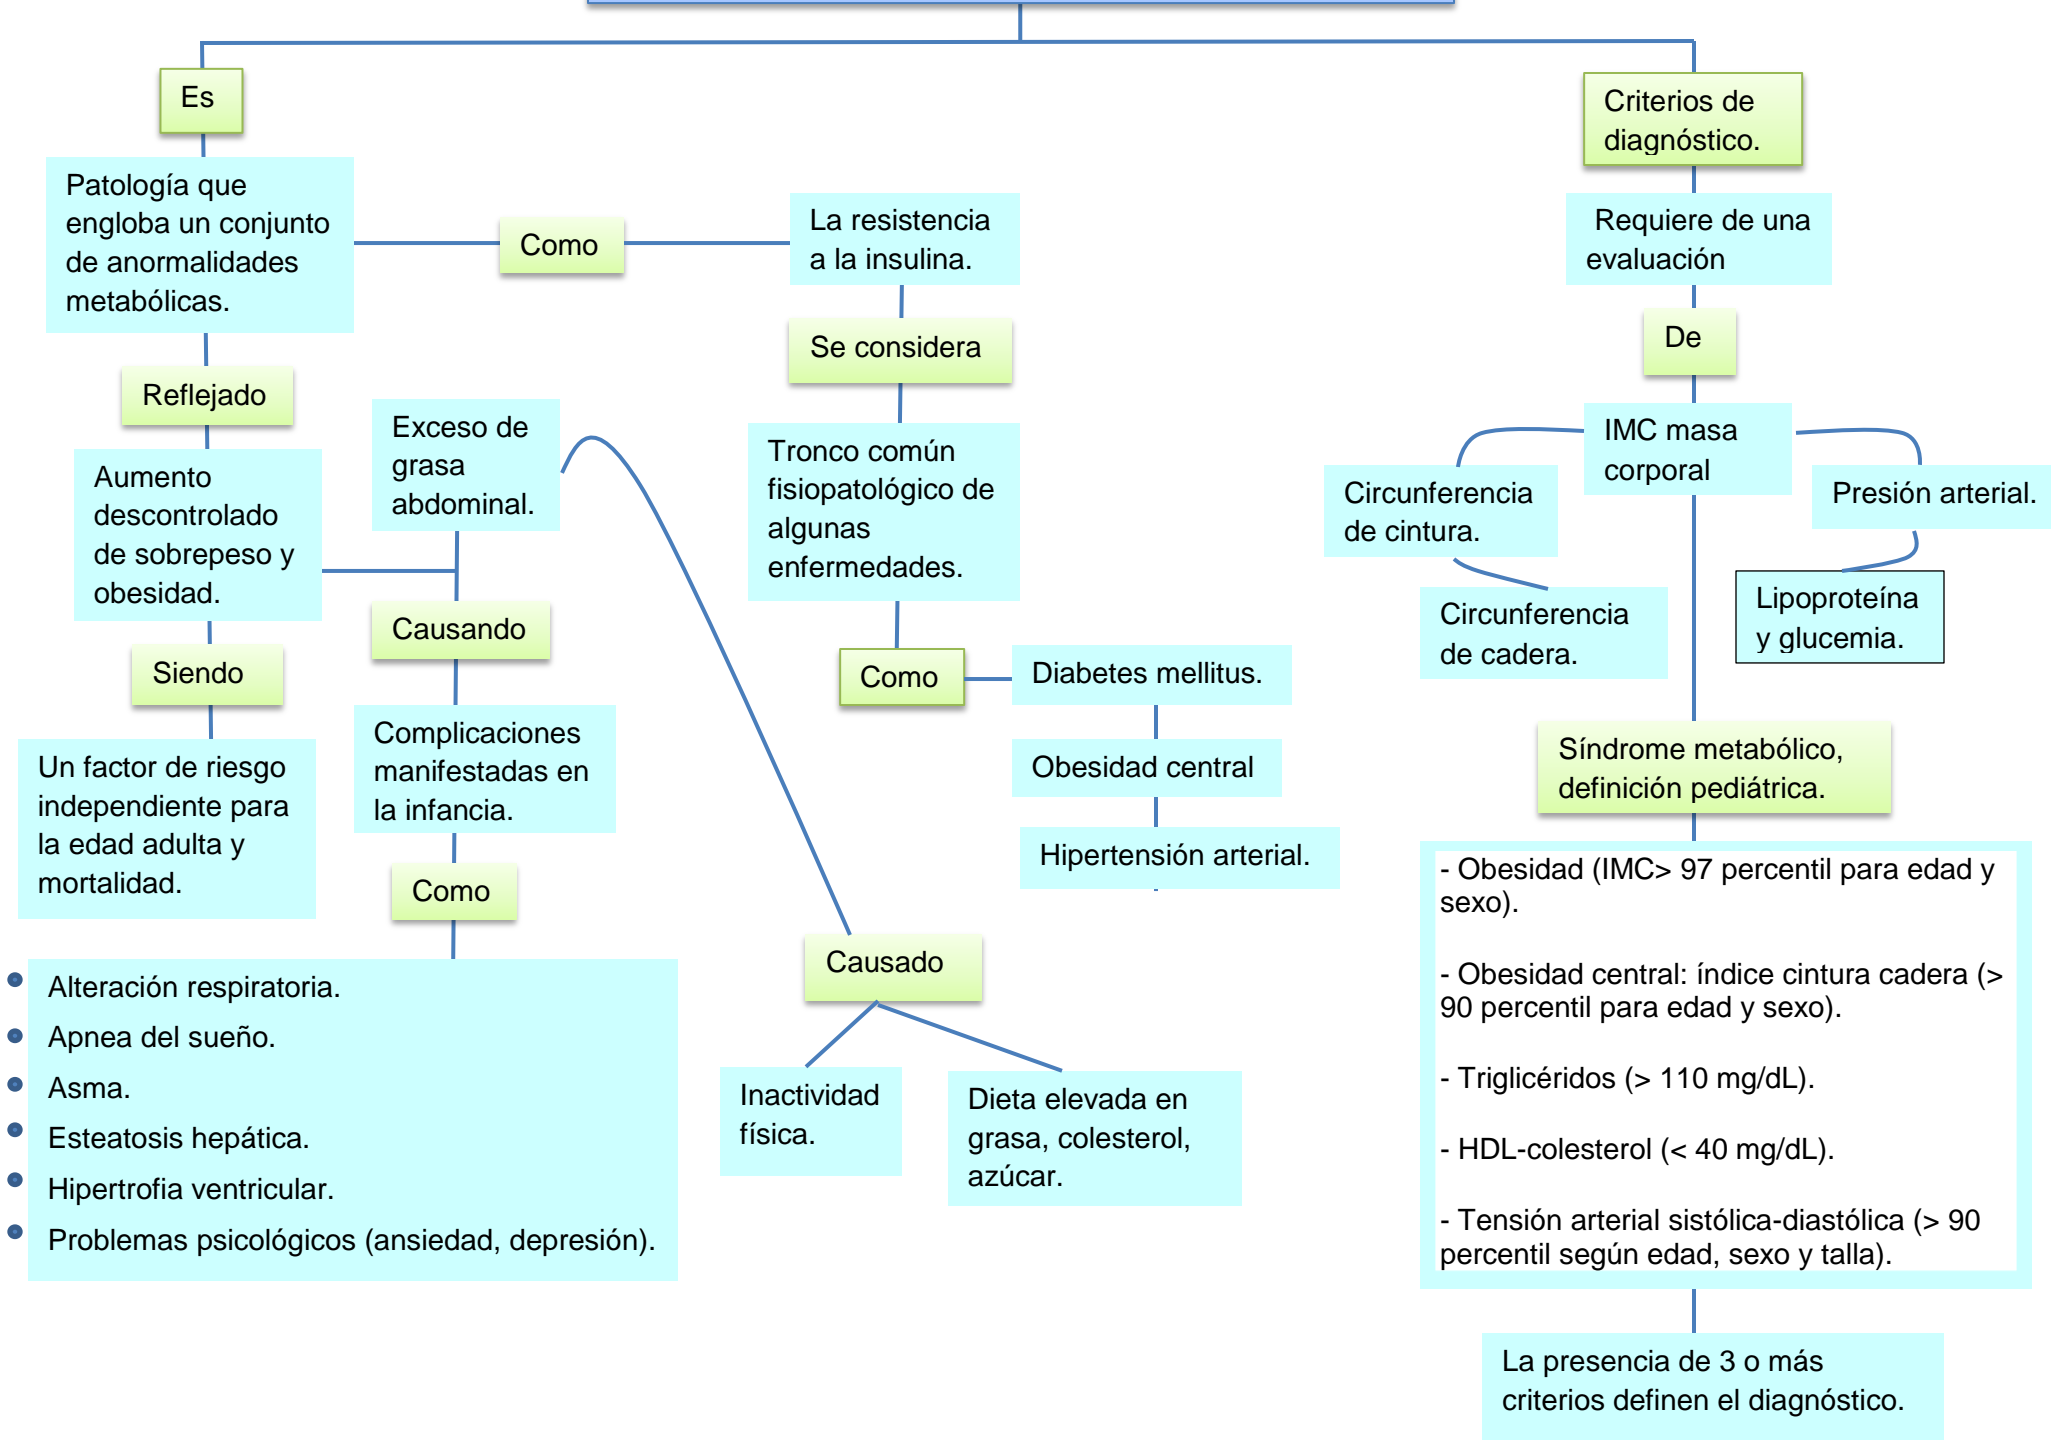 Es
Patología que
engloba un conjunto
de anormalidades
metabólicas.
Como
La resistencia
a la insulina.
Se considera
Tronco común
fisiopatológico de
algunas
enfermedades.
Como
Diabetes mellitus.
Obesidad central
Hipertensión arterial.
Reflejado
Aumento
descontrolado
de sobrepeso y
obesidad.
Siendo
Un factor de riesgo
independiente para
la edad adulta y
mortalidad.
Exceso de
grasa
abdominal.
Causando
Complicaciones
manifestadas en
la infancia.
Como
Alteración respiratoria.
Apnea del sueño.
Asma.
Esteatosis hepática.
Hipertrofia ventricular.
Problemas psicológicos (ansiedad, depresión).
Causado
Inactividad
física.
Dieta elevada en
grasa, colesterol,
azúcar.
Criterios de
diagnóstico.
Requiere de una
evaluación
De
IMC masa
corporal
Circunferencia
de cintura.
Circunferencia
de cadera.
Presión arterial.
Lipoproteína
y glucemia.
Síndrome metabólico,
definición pediátrica.
- Obesidad (IMC> 97 percentil para edad y
sexo).
- Obesidad central: índice cintura cadera (>
90 percentil para edad y sexo).
- Triglicéridos (> 110 mg/dL).
- HDL-colesterol (< 40 mg/dL).
- Tensión arterial sistólica-diastólica (> 90
percentil según edad, sexo y talla).
La presencia de 3 o más
criterios definen el diagnóstico.